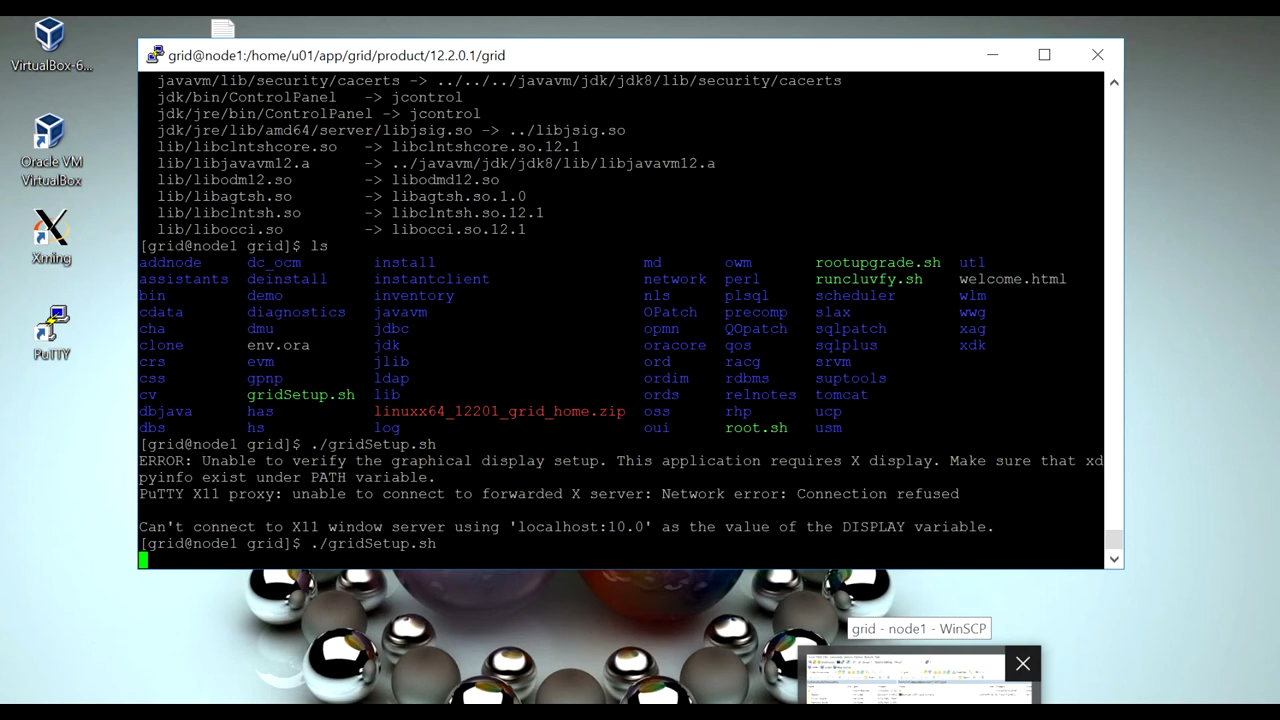 VirtualBox-6...
Oracle VM
VirtualBox
Xming
PuTTY
grid@node1:/home/u01/app/grid/product/12.2.0.1/grid
javavm/lib/security/cacerts -> ../../../javavm/jdk/jdk8/lib/security/cacerts
jdk/bin/ControlPanel -> jcontrol
jdk/jre/bin/ControlPanel -> jcontrol
jdk/jre/lib/amd64/server/libjsig.so -> ../libjsig.so
lib/libclntshcore.so -> libclntshcore.so.12.1
lib/libjavavm12.a -> ../javavm/jdk/jdk8/lib/libjavavm12.a
lib/libodm12.so -> libodmd12.so
lib/libagtsh.so -> libagtsh.so.1.0
lib/libclntsh.so -> libclntsh.so.12.1
lib/libocci.so -> libocci.so.12.1
[grid@node1 grid]$ ls
addnode dc_ocm install md owm rootupgrade.sh utl
assistants deinstall instantclient network perl runcluvfy.sh welcome.html
bin demo inventory nls plsql scheduler wlm
cdata diagnostics javavm OPatch precomp slax wwg
cha dmu jdbc opmn QOpatch sqlpatch xag
clone env.ora jdk oracore qos sqlplus xdk
crs evm jlib ord racg srvm
css gpnp ldap ordim rdbms suptools
cv gridSetup.sh lib ords relnotes tomcat
dbjava has linuxx64_12201_grid_home.zip oss rhp ucp
dbs hs log oui root.sh usm
[grid@node1 grid]$ ./gridSetup.sh
ERROR: Unable to verify the graphical display setup. This application requires X display. Make sure that xd
pyinfo exist under PATH variable.
PuTTY X11 proxy: unable to connect to forwarded X server: Network error: Connection refused
Can't connect to X11 window server using 'localhost:10.0' as the value of the DISPLAY variable.
[grid@node1 grid]$ ./gridSetup.sh
grid - node1 - WinSCP